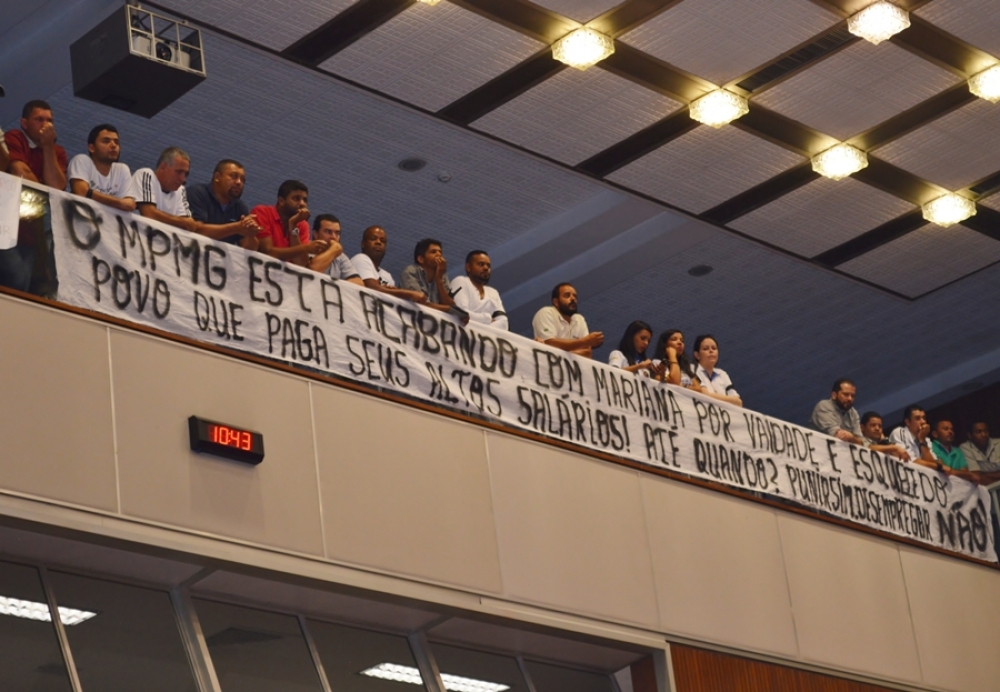 O MPMG ESTÁ ACABANDO COM MARIANA POR VAIDADE E ESQUECE DO
POVO QUE PAGA SEUS ALTOS SALÁRIOS! ATÉ QUANDO? PUNIR SIM, DESEMPREGAR NÃO!
10:43